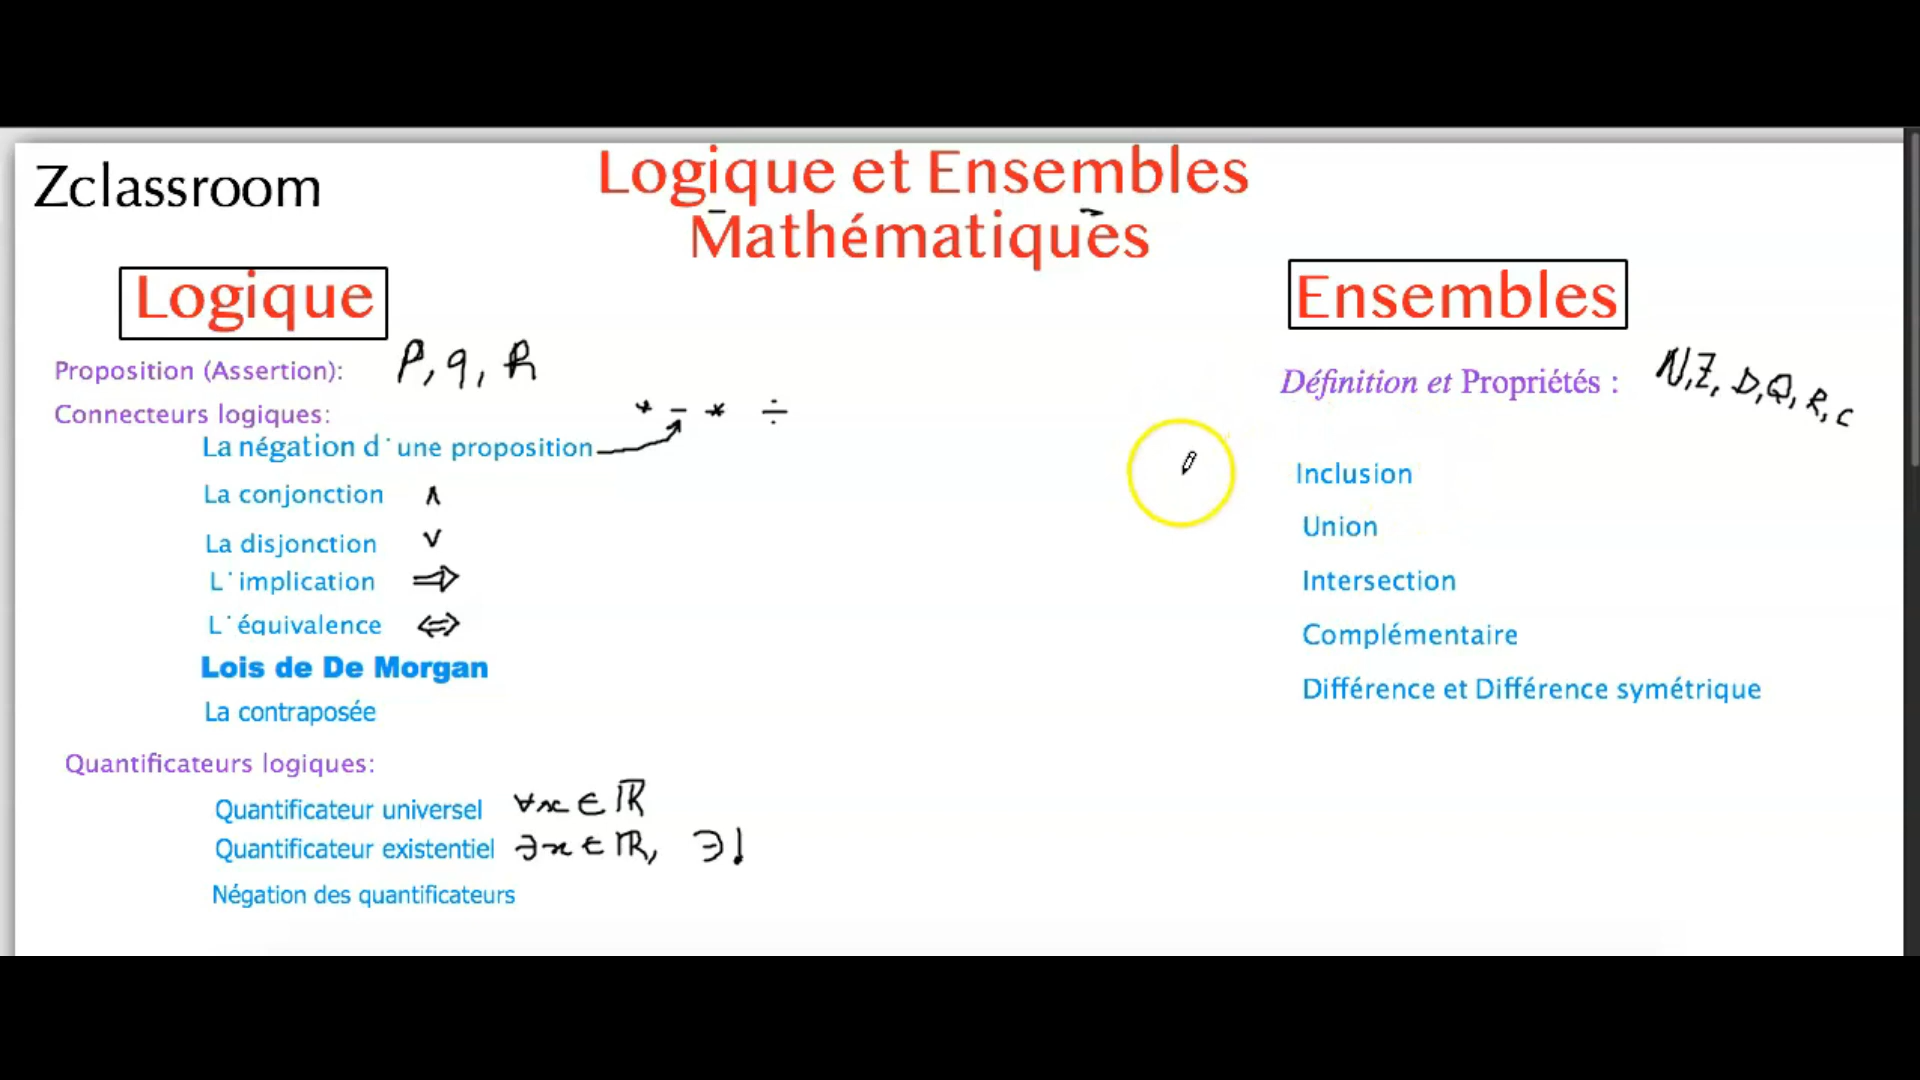 Zclassroom
Logique et Ensembles
Mathématiques
Logique
Proposition (Assertion): P, q, R
Connecteurs logiques:
+ - * ÷
La négation d'une proposition
La conjonction ∧
La disjonction ∨
L'implication ⇒
L'équivalence ⇔
Lois de De Morgan
La contraposée
Quantificateurs logiques:
Quantificateur universel ∀x ∈ ℝ
Quantificateur existentiel ∃x ∈ ℝ, ∃!
Négation des quantificateurs
Ensembles
Définition et Propriétés : N, Z, D, Q, R, C
Inclusion
Union
Intersection
Complémentaire
Différence et Différence symétrique